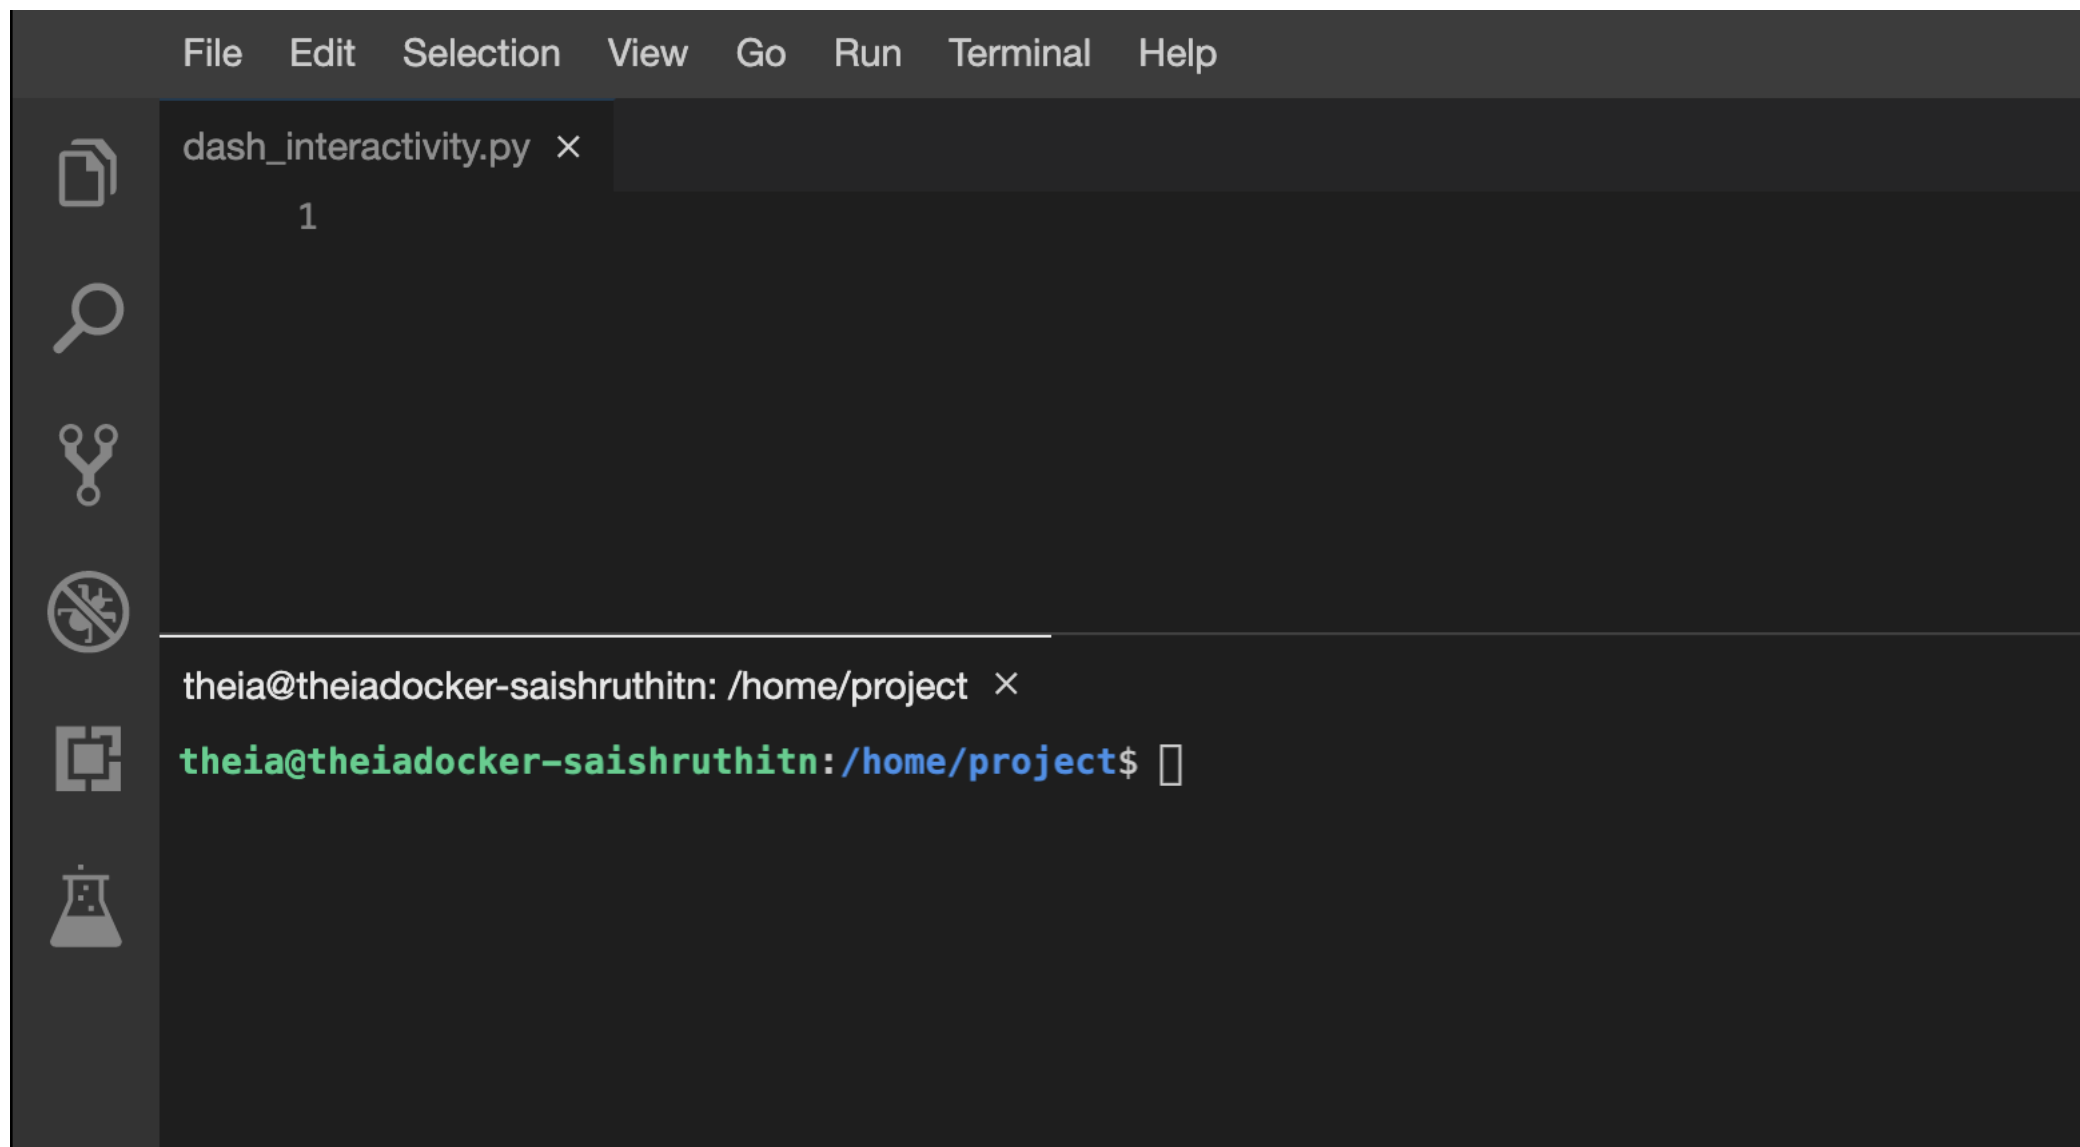 File Edit Selection View Go Run Terminal Help
dash_interactivity.py ×
1
theia@theiadocker-saishruthitn: /home/project ×
theia@theiadocker-saishruthitn:/home/project$